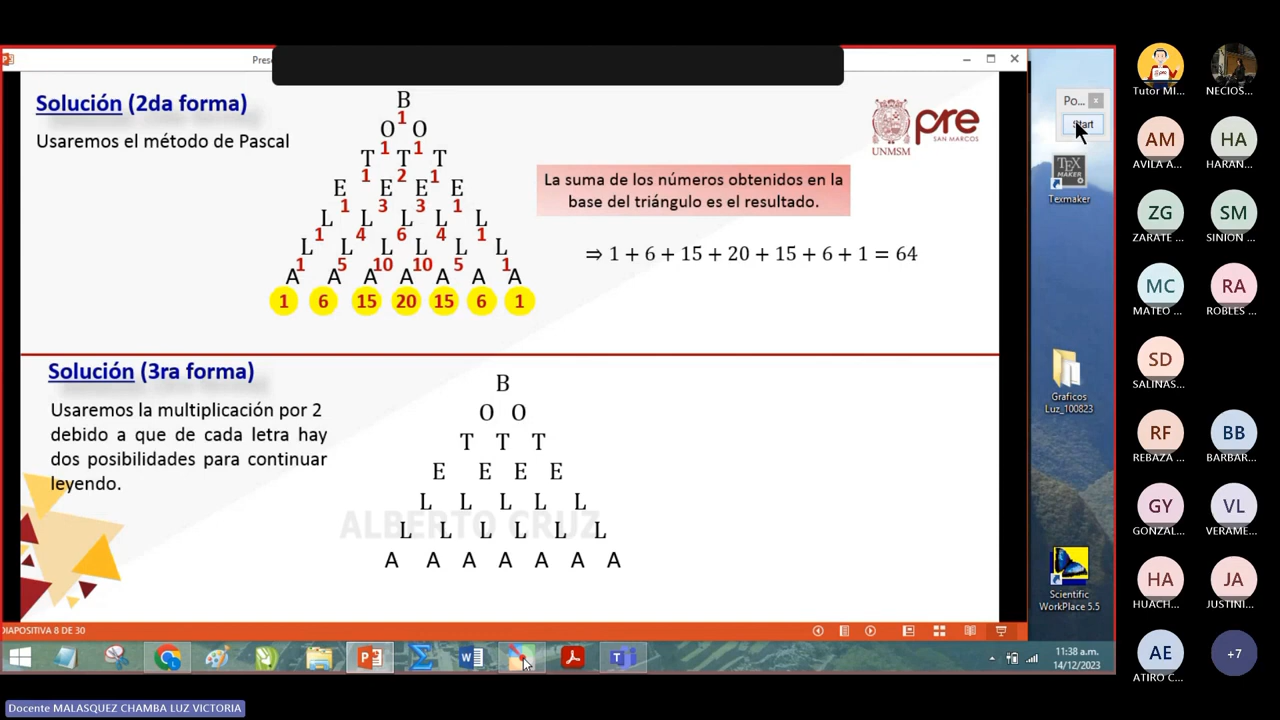 Prese
Solución (2da forma)
Usaremos el método de Pascal
B
1
O O
1 1
T T T
1 2 1
E E E E
1 3 3 1
L L L L L
1 4 6 4 1
L L L L L L
1 5 10 10 5 1
A A A A A A A
1 6 15 20 15 6 1
UNMSM
pre
SAN MARCOS
La suma de los números obtenidos en la
base del triángulo es el resultado.
⇒ 1 + 6 + 15 + 20 + 15 + 6 + 1 = 64
Solución (3ra forma)
Usaremos la multiplicación por 2
debido a que de cada letra hay
dos posibilidades para continuar
leyendo.
B
O O
T T T
E E E E
L L L L L
ALBERTO CRUZ
L L L L L L
A A A A A A A
DIAPOSITIVA 8 DE 30
Po...
Start
TEX
MAKER
Texmaker
Graficos
Luz_100823
Scientific
WorkPlace 5.5
11:38 a.m.
14/12/2023
Docente MALASQUEZ CHAMBA LUZ VICTORIA
Tutor MI...
NECIOS...
AM
AVILA A...
HA
HARAN...
ZG
ZARATE ...
SM
SINION ...
MC
MATEO ...
RA
ROBLES ...
SD
SALINAS...
RF
REBAZA ...
BB
BARBAR...
GY
GONZAL...
VL
VERAME...
HA
HUACH...
JA
JUSTINI...
AE
ATIRO C...
+7